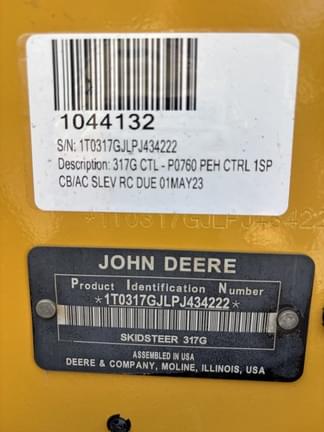 1044132
S/N: 1T0317GJLPJ434222
Description: 317G CTL - P0760 PEH CTRL 1SP
CB/AC SLEV RC DUE 01MAY23
*1T0317GJLPJ43422
JOHN DEERE
Product Identification Number
*1T0317GJLPJ434222*
SKIDSTEER 317G
ASSEMBLED IN USA
DEERE & COMPANY, MOLINE, ILLINOIS, USA